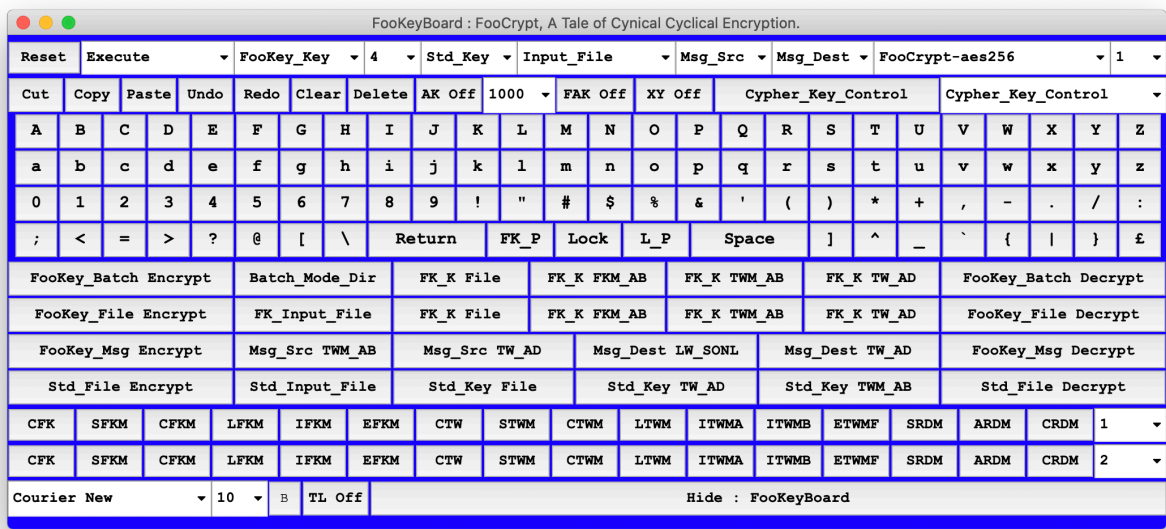 FooKeyBoard : FooCrypt, A Tale of Cynical Cyclical Encryption.
Reset Execute FooKey_Key 4 Std_Key Input_File Msg_Src Msg_Dest FooCrypt-aes256 1
Cut Copy Paste Undo Redo Clear Delete AK Off 1000 FAK Off XY Off Cypher_Key_Control Cypher_Key_Control
A B C D E F G H I J K L M N O P Q R S T U V W X Y Z
a b c d e f g h i j k l m n o p q r s t u v w x y z
0 1 2 3 4 5 6 7 8 9 ! " # $ % & ' ( ) * + , - . / :
; < = > ? @ [ \ Return FK_P Lock L_P Space ] ^ _ ` { | } £
FooKey_Batch Encrypt Batch_Mode_Dir FK_K File FK_K FKM_AB FK_K TWM_AB FK_K TW_AD FooKey_Batch Decrypt
FooKey_File Encrypt FK_Input_File FK_K File FK_K FKM_AB FK_K TWM_AB FK_K TW_AD FooKey_File Decrypt
FooKey_Msg Encrypt Msg_Src TWM_AB Msg_Src TW_AD Msg_Dest LW_SONL Msg_Dest TW_AD FooKey_Msg Decrypt
Std_File Encrypt Std_Input_File Std_Key File Std_Key TW_AD Std_Key TWM_AB Std_File Decrypt
CFK SFKM CFKM LFKM IFKM EFKM CTW STWM CTWM LTWM ITWMA ITWMB ETWMF SRDM ARDM CRDM 1
CFK SFKM CFKM LFKM IFKM EFKM CTW STWM CTWM LTWM ITWMA ITWMB ETWMF SRDM ARDM CRDM 2
Courier New 10 B TL Off Hide : FooKeyBoard